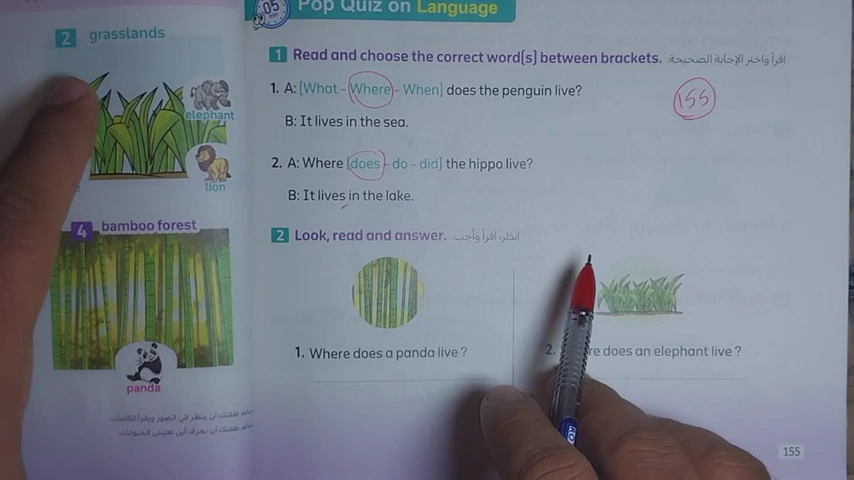 2 grasslands
elephant
lion
4 bamboo forest
panda
05
Pop Quiz on Language
1 Read and choose the correct word(s) between brackets. اقرأ واختر الإجابة الصحيحة.
1. A: [What - Where - When] does the penguin live?
155
B: It lives in the sea.
2. A: Where [does - do - did] the hippo live?
B: It lives in the lake.
2 Look, read and answer. انظر، اقرأ وأجب.
1. Where does a panda live ?
2. re does an elephant live ?
155